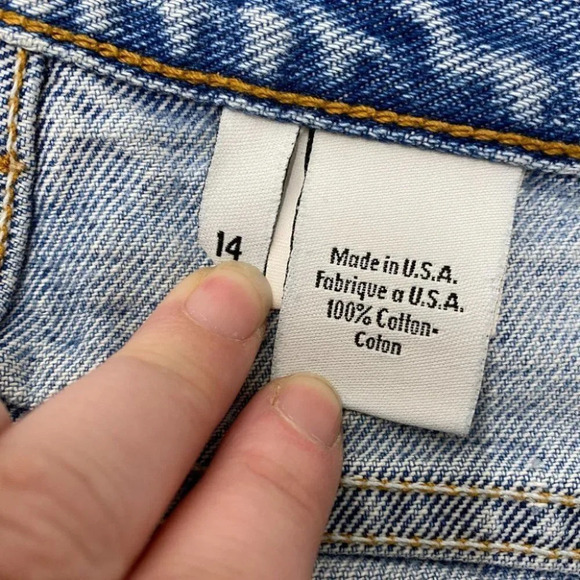 14
Made in U.S.A.
Fabrique a U.S.A.
100% Cotton-
Coton